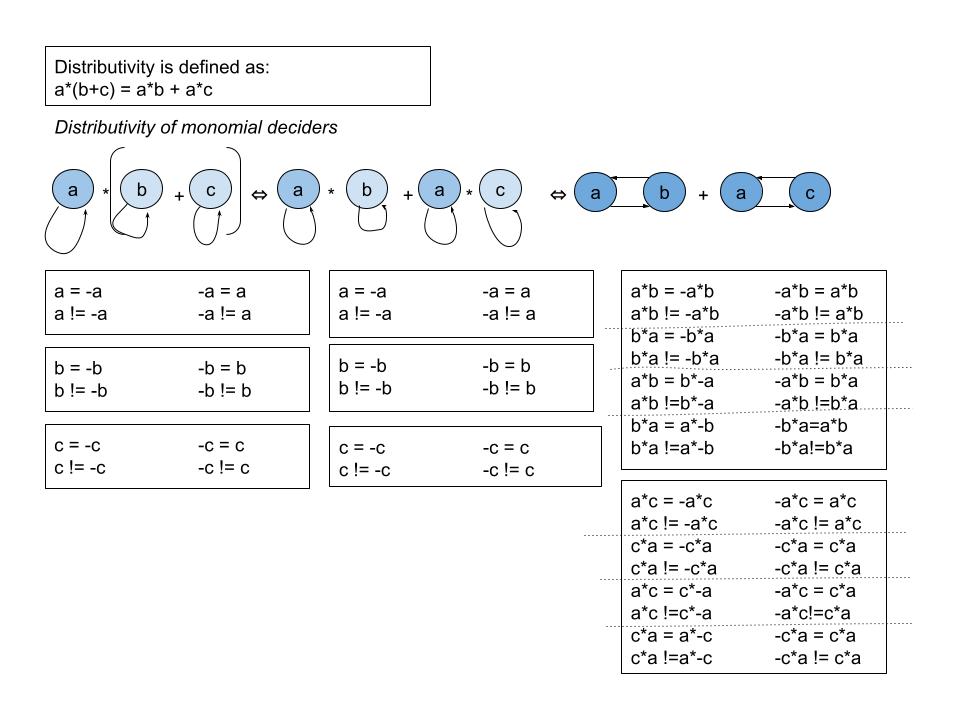 Distributivity is defined as:
a*(b+c) = a*b + a*c
Distributivity of monomial deciders
a * b + c ⇔ a * b + a * c ⇔ a b + a c
a = -a -a = a
a != -a -a != a
b = -b -b = b
b != -b -b != b
c = -c -c = c
c != -c -c != c
a = -a -a = a
a != -a -a != a
b = -b -b = b
b != -b -b != b
c = -c -c = c
c != -c -c != c
a*b = -a*b -a*b = a*b
a*b != -a*b -a*b != a*b
b*a = -b*a -b*a = b*a
b*a != -b*a -b*a != b*a
a*b = b*-a -a*b = b*a
a*b !=b*-a -a*b !=b*a
b*a = a*-b -b*a=a*b
b*a !=a*-b -b*a!=b*a
a*c = -a*c -a*c = a*c
a*c != -a*c -a*c != a*c
c*a = -c*a -c*a = c*a
c*a != -c*a -c*a != c*a
a*c = c*-a -a*c = c*a
a*c !=c*-a -a*c!=c*a
c*a = a*-c -c*a = c*a
c*a !=a*-c -c*a != c*a